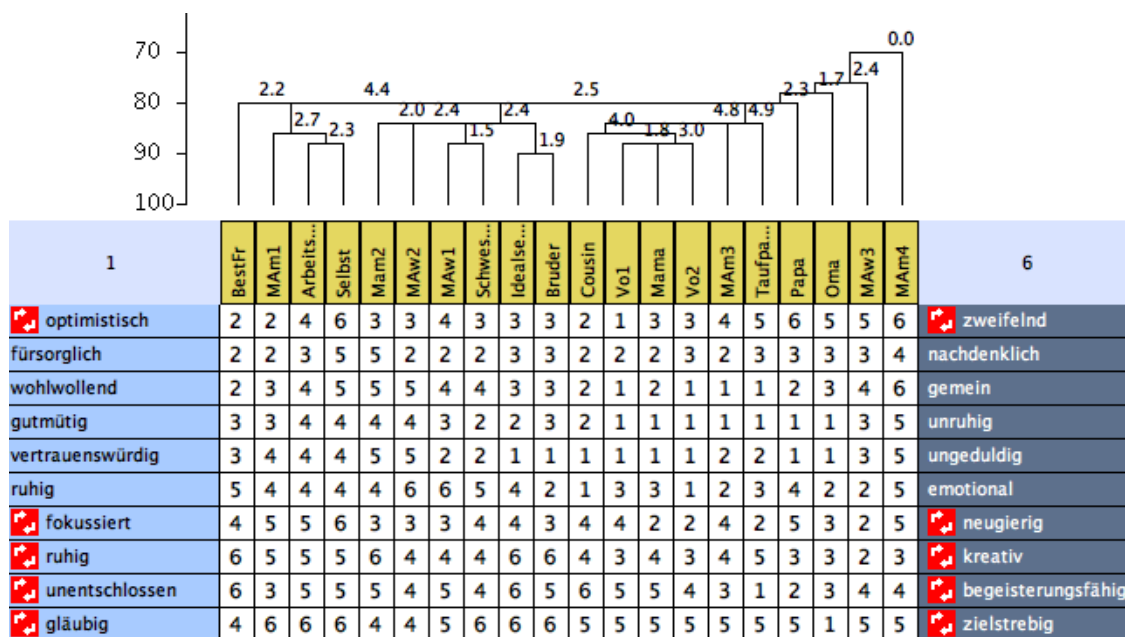 0.0
70
2.4
1.7
2.2 4.4 2.5 2.3
80
2.0 2.4 2.4 4.8 4.9
2.7 4.0
2.3 1.5 1.8 3.0
1.9
90
100
1 BestFr MAm1 Arbeits... Selbst Mam2 MAw2 MAw1 Schwes... Idealse... Bruder Cousin Vo1 Mama Vo2 MAm3 Taufpa... Papa Oma MAw3 MAm4 6
optimistisch 2 2 4 6 3 3 4 3 3 3 2 1 3 3 4 5 6 5 5 6 zweifelnd
fürsorglich 2 2 3 5 5 2 2 2 3 3 2 2 2 3 2 3 3 3 3 4 nachdenklich
wohlwollend 2 3 4 5 5 5 4 4 3 3 2 1 2 1 1 1 2 3 4 6 gemein
gutmütig 3 3 4 4 4 4 3 2 2 3 2 1 1 1 1 1 1 1 3 5 unruhig
vertrauenswürdig 3 4 4 4 5 5 2 2 1 1 1 1 1 1 2 2 1 1 3 5 ungeduldig
ruhig 5 4 4 4 4 6 6 5 4 2 1 3 3 1 2 3 4 2 2 5 emotional
fokussiert 4 5 5 6 3 3 3 4 4 3 4 4 2 2 4 2 5 3 2 5 neugierig
ruhig 6 5 5 5 6 4 4 4 6 6 4 3 4 3 4 5 3 3 2 3 kreativ
unentschlossen 6 3 5 5 5 4 5 4 6 5 6 5 5 4 3 1 2 3 4 4 begeisterungsfähig
gläubig 4 6 6 6 4 4 5 6 6 6 5 5 5 5 5 5 5 1 5 5 zielstrebig